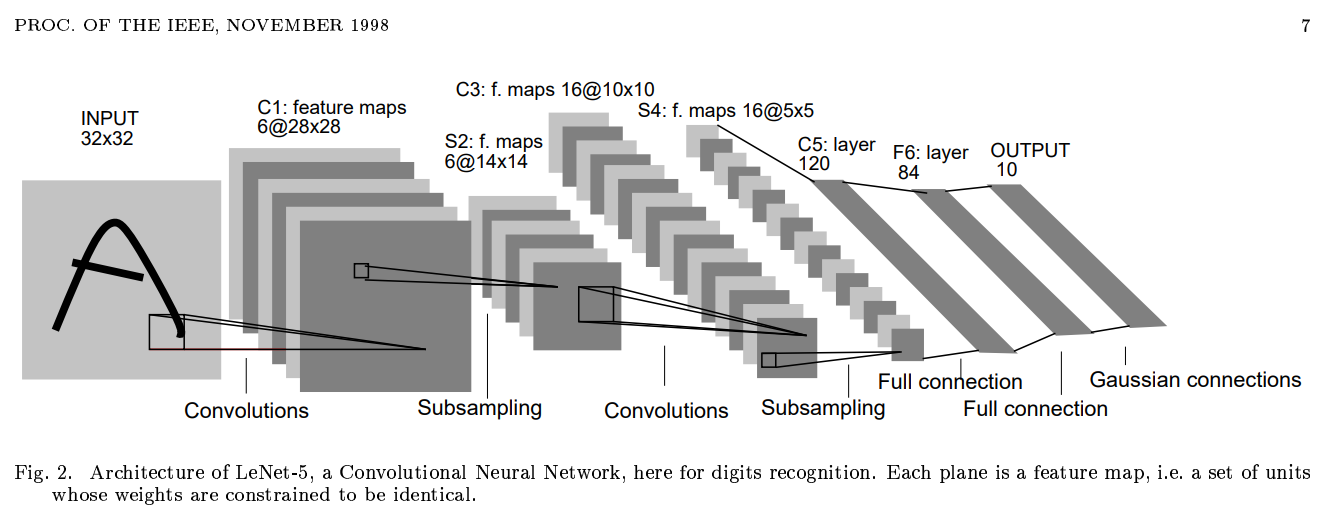 PROC. OF THE IEEE, NOVEMBER 1998 7
INPUT
32x32
C1: feature maps
6@28x28
S2: f. maps
6@14x14
C3: f. maps 16@10x10
S4: f. maps 16@5x5
C5: layer
120
F6: layer
84
OUTPUT
10
Convolutions
Subsampling
Convolutions
Subsampling
Full connection
Full connection
Gaussian connections
Fig. 2. Architecture of LeNet-5, a Convolutional Neural Network, here for digits recognition. Each plane is a feature map, i.e. a set of units
whose weights are constrained to be identical.